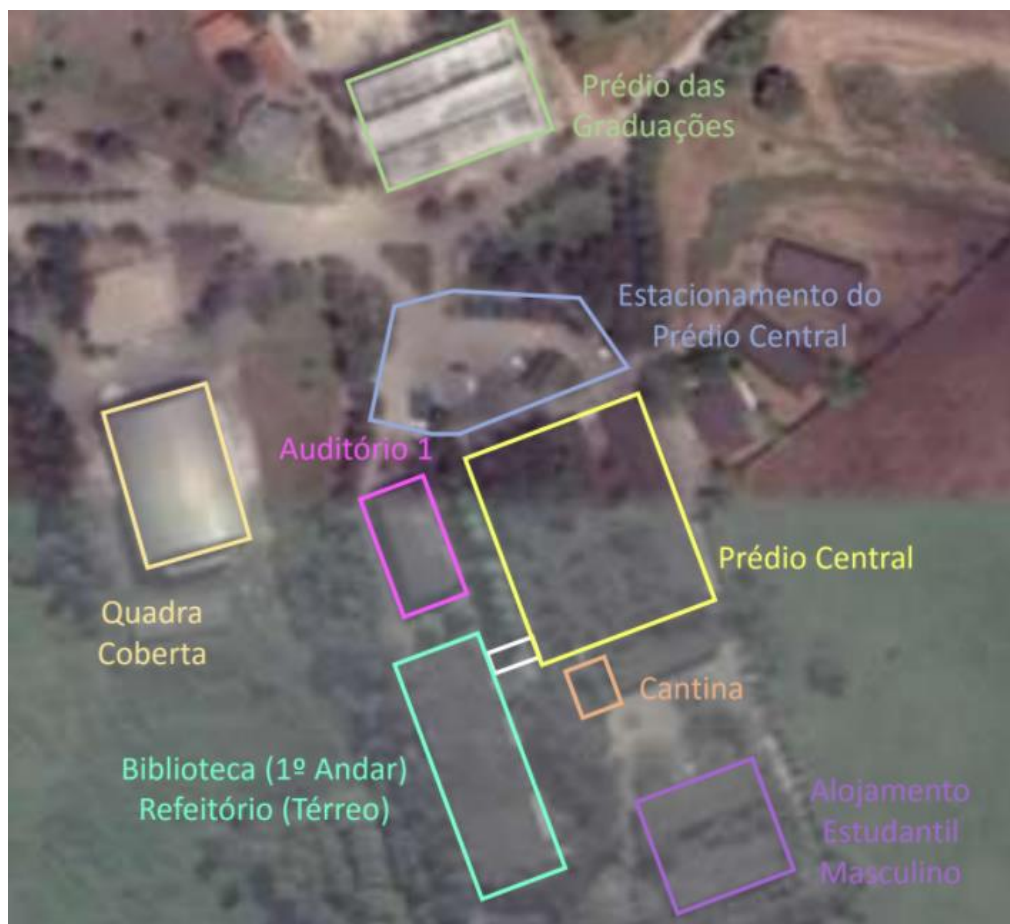 Prédio das
Graduações
Estacionamento do
Prédio Central
Auditório 1
Prédio Central
Quadra
Coberta
Cantina
Biblioteca (1º Andar)
Refeitório (Térreo)
Alojamento
Estudantil
Masculino